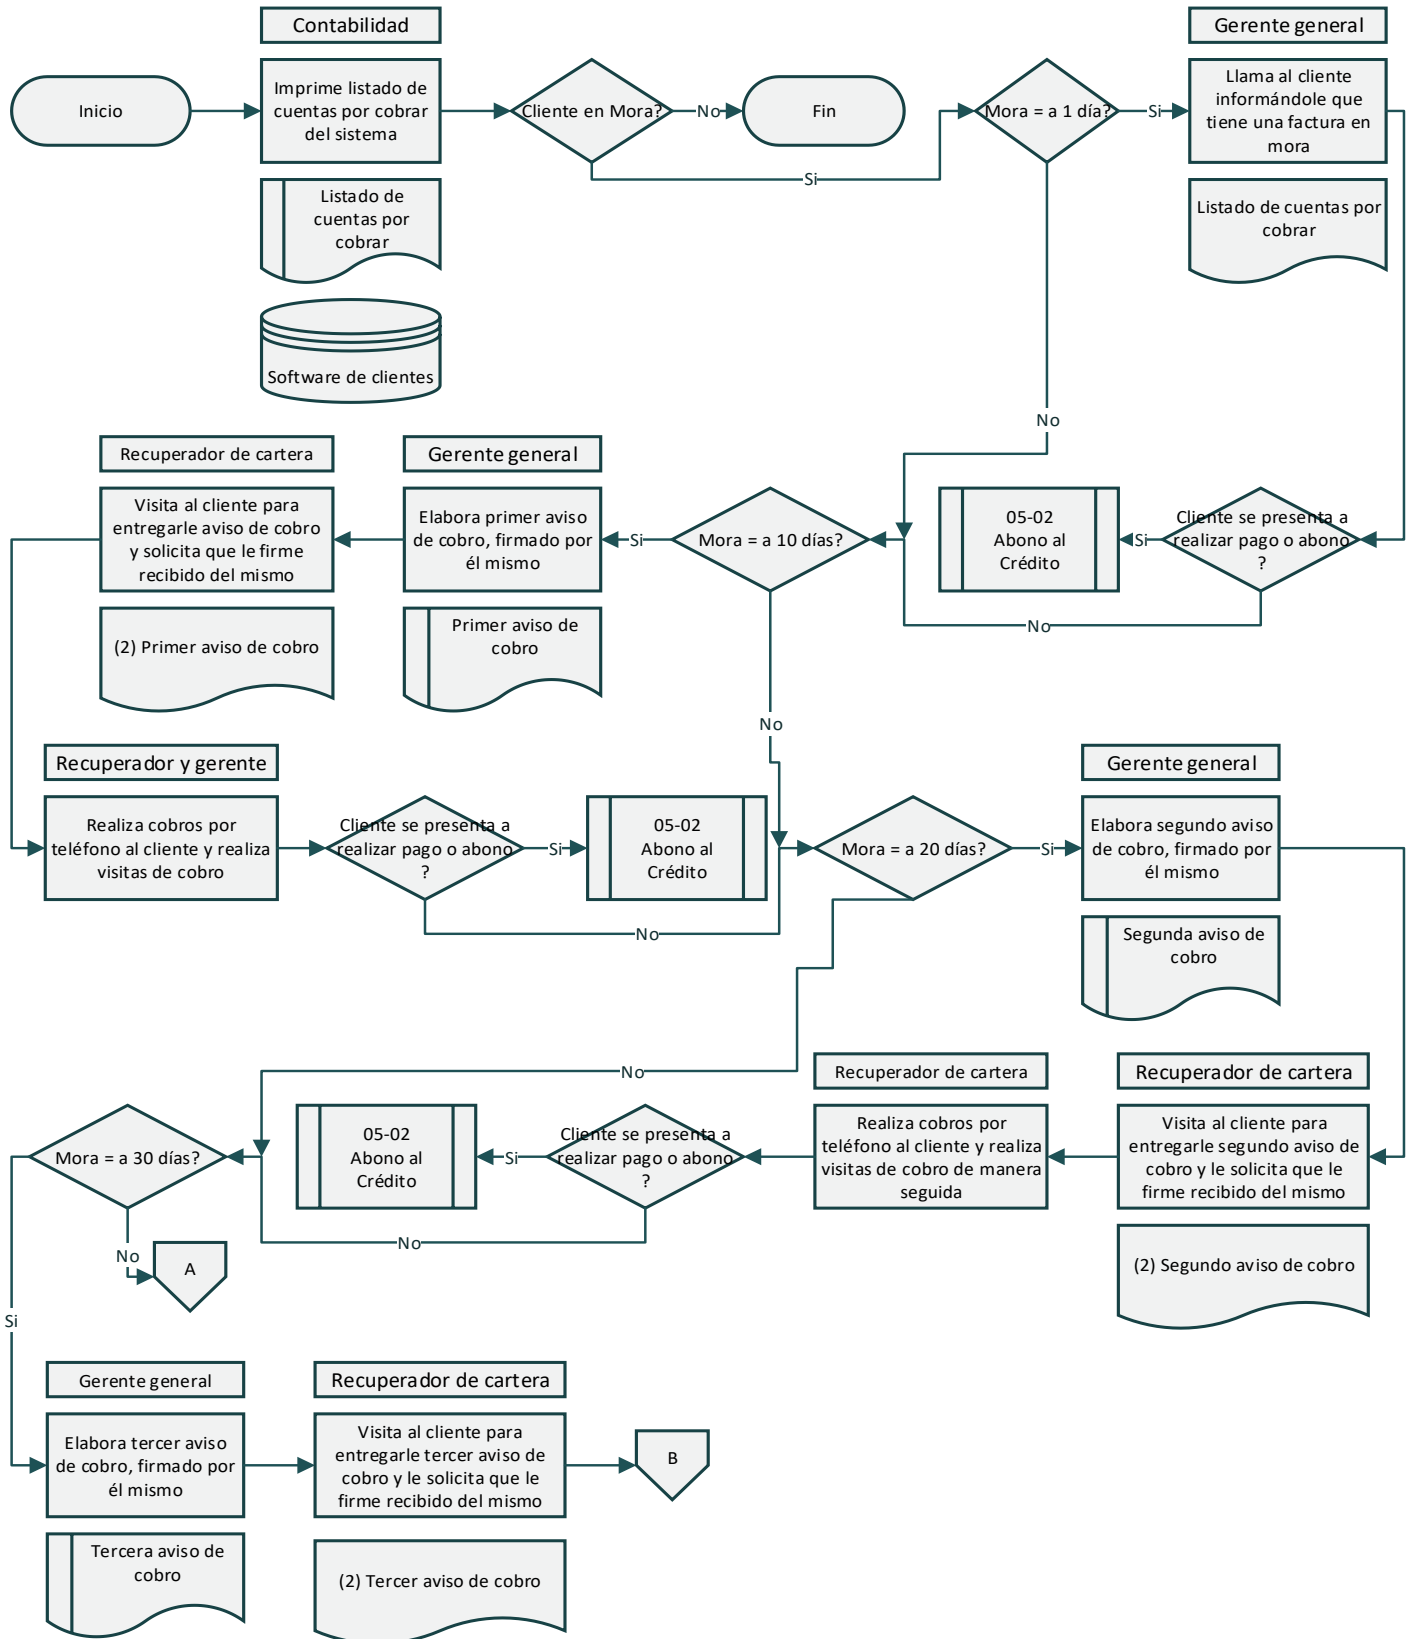 Contabilidad
Gerente general
Inicio
Imprime listado de
cuentas por cobrar
del sistema
Cliente en Mora?
No
Fin
Mora = a 1 día?
Si
Llama al cliente
informándole que
tiene una factura en
mora
Si
Listado de
cuentas por
cobrar
Listado de cuentas por
cobrar
Software de clientes
No
Recuperador de cartera
Gerente general
Visita al cliente para
entregarle aviso de cobro
y solicita que le firme
recibido del mismo
Elabora primer aviso
de cobro, firmado por
él mismo
Si
Mora = a 10 días?
05-02
Abono al
Crédito
Si
Cliente se presenta a
realizar pago o abono
?
No
(2) Primer aviso de cobro
Primer aviso de
cobro
No
Recuperador y gerente
Gerente general
Realiza cobros por
teléfono al cliente y realiza
visitas de cobro
Cliente se presenta a
realizar pago o abono
?
Si
05-02
Abono al
Crédito
Mora = a 20 días?
Si
Elabora segundo aviso
de cobro, firmado por
él mismo
No
Segunda aviso de
cobro
No
Recuperador de cartera
Recuperador de cartera
Mora = a 30 días?
05-02
Abono al
Crédito
Si
Cliente se presenta a
realizar pago o abono
?
Realiza cobros por
teléfono al cliente y realiza
visitas de cobro de manera
seguida
Visita al cliente para
entregarle segundo aviso de
cobro y le solicita que le
firme recibido del mismo
No
No
A
(2) Segundo aviso de cobro
Si
Gerente general
Recuperador de cartera
Elabora tercer aviso
de cobro, firmado por
él mismo
Visita al cliente para
entregarle tercer aviso de
cobro y le solicita que le
firme recibido del mismo
B
Tercera aviso de
cobro
(2) Tercer aviso de cobro